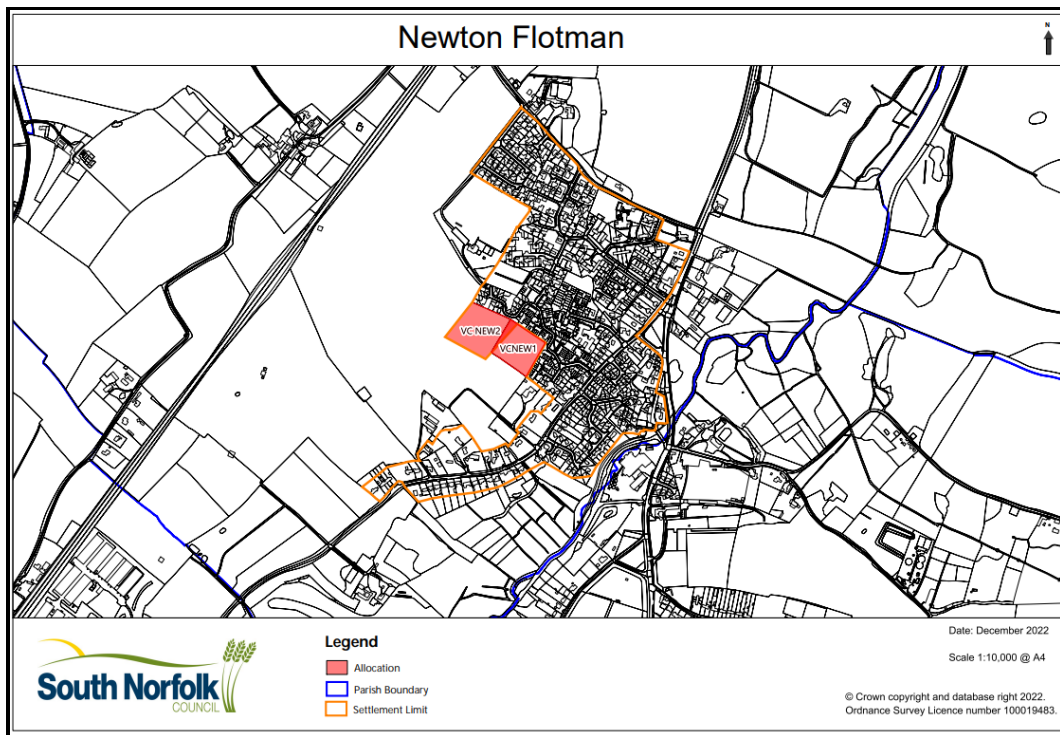 Newton Flotman
N
VC NEW2
VCNEW1
South Norfolk
COUNCIL
Legend
Allocation
Parish Boundary
Settlement Limit
Date: December 2022
Scale 1:10,000 @ A4
© Crown copyright and database right 2022.
Ordnance Survey Licence number 100019483.